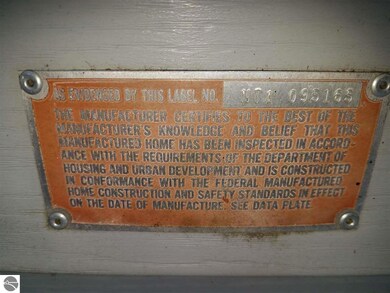 AS EVIDENCED BY THIS LABEL NO.
THE MANUFACTURER CERTIFIES TO THE BEST OF THE
MANUFACTURER'S KNOWLEDGE AND BELIEF THAT THIS
MANUFACTURED HOME HAS BEEN INSPECTED IN ACCORD-
ANCE WITH THE REQUIREMENTS OF THE DEPARTMENT OF
HOUSING AND URBAN DEVELOPMENT AND IS CONSTRUCTED
IN CONFORMANCE WITH THE FEDERAL MANUFACTURED
HOME CONSTRUCTION AND SAFETY STANDARDS IN EFFECT
ON THE DATE OF MANUFACTURE. SEE DATA PLATE.